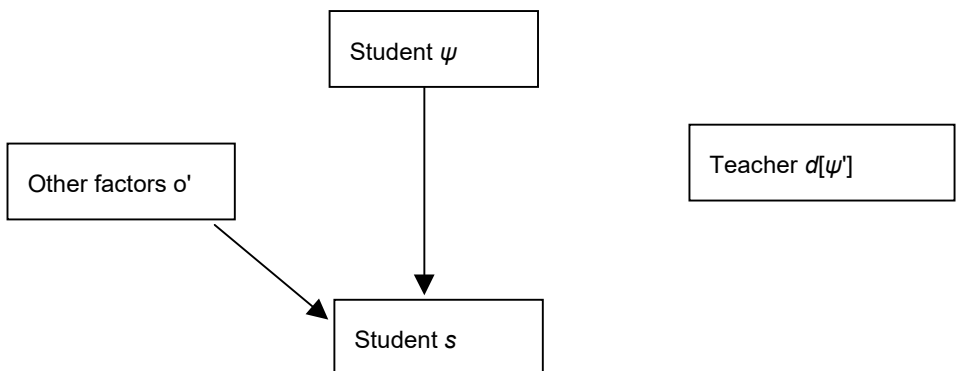 Student ψ
Other factors o'
Teacher d[ψ']
Student s